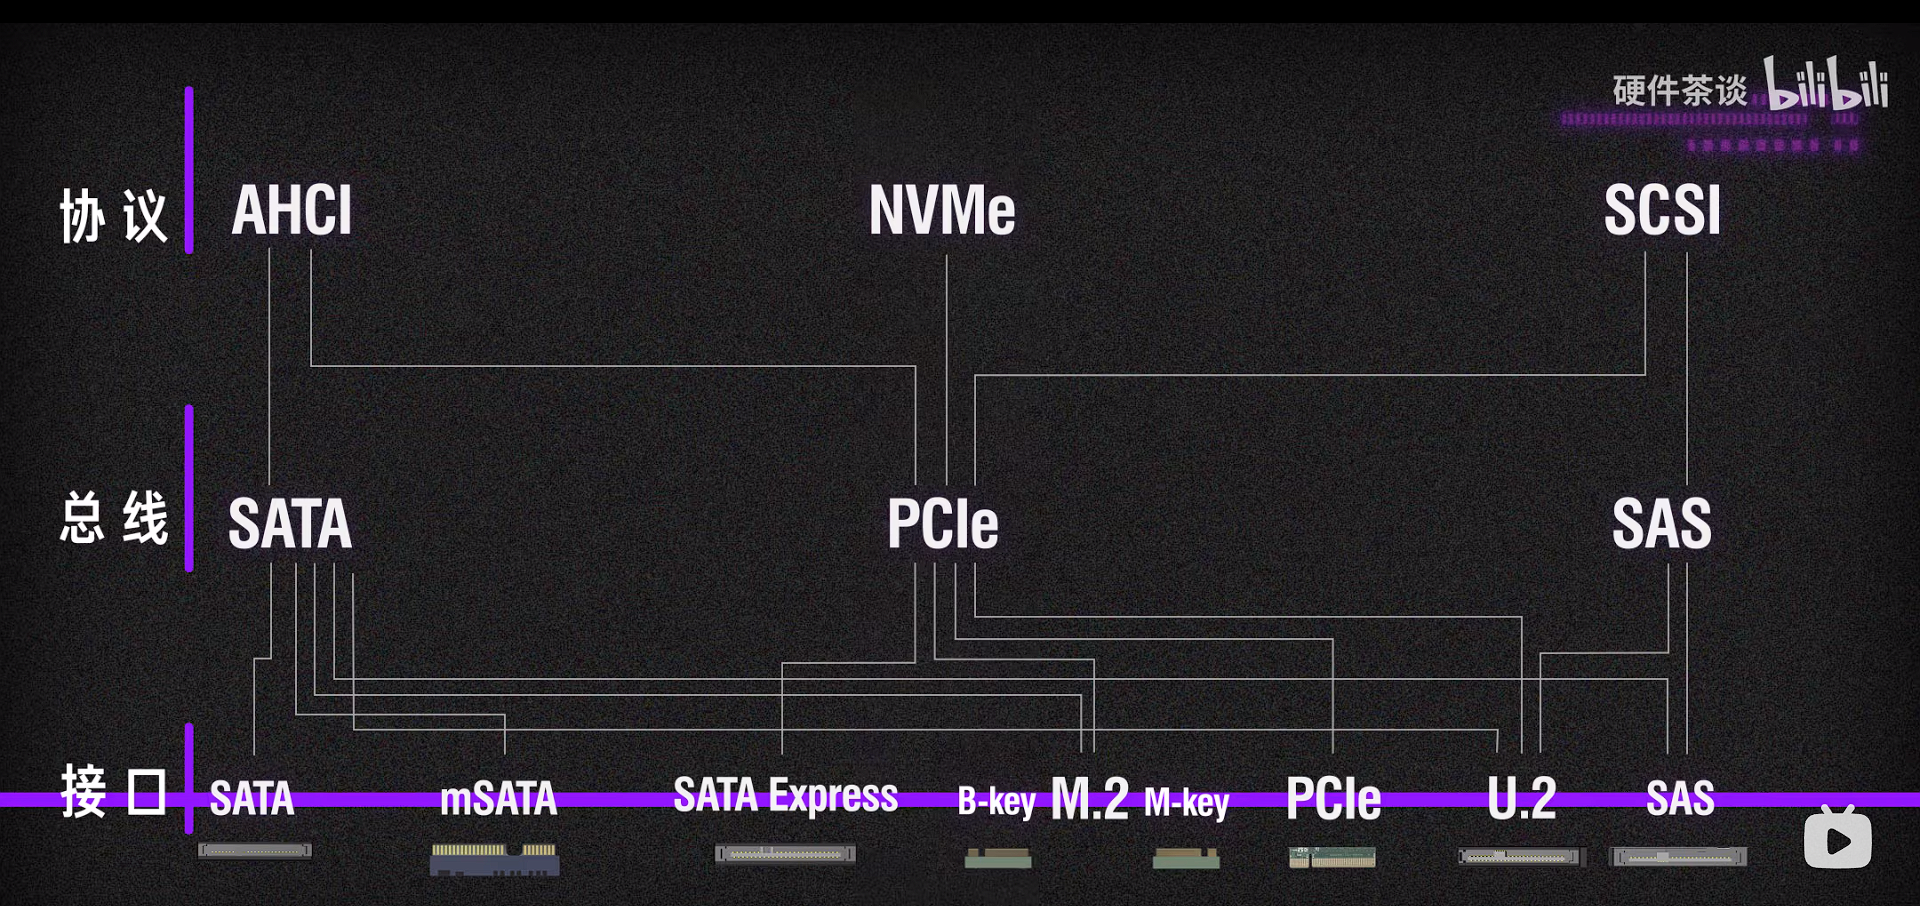 硬件茶谈 bilibili
协议 AHCI NVMe SCSI
总线 SATA PCIe SAS
接口 SATA mSATA SATA Express B-key M.2 M-key PCIe U.2 SAS